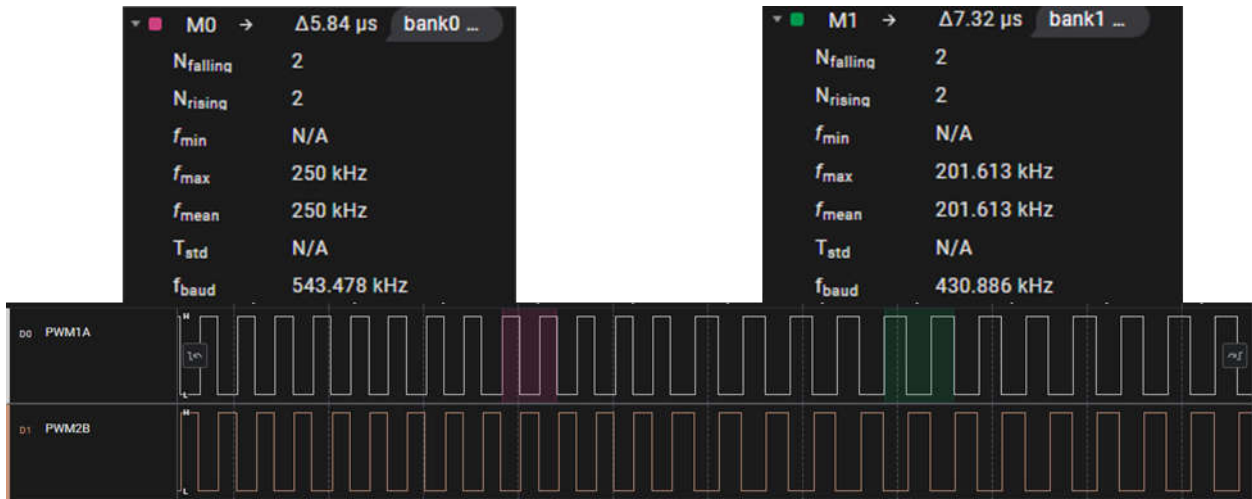 M0 → Δ5.84 µs bank0 ...
Nfalling 2
Nrising 2
fmin N/A
fmax 250 kHz
fmean 250 kHz
Tstd N/A
fbaud 543.478 kHz
M1 → Δ7.32 µs bank1 ...
Nfalling 2
Nrising 2
fmin N/A
fmax 201.613 kHz
fmean 201.613 kHz
Tstd N/A
fbaud 430.886 kHz
D0 PWM1A
H
L
D1 PWM2B
H
L